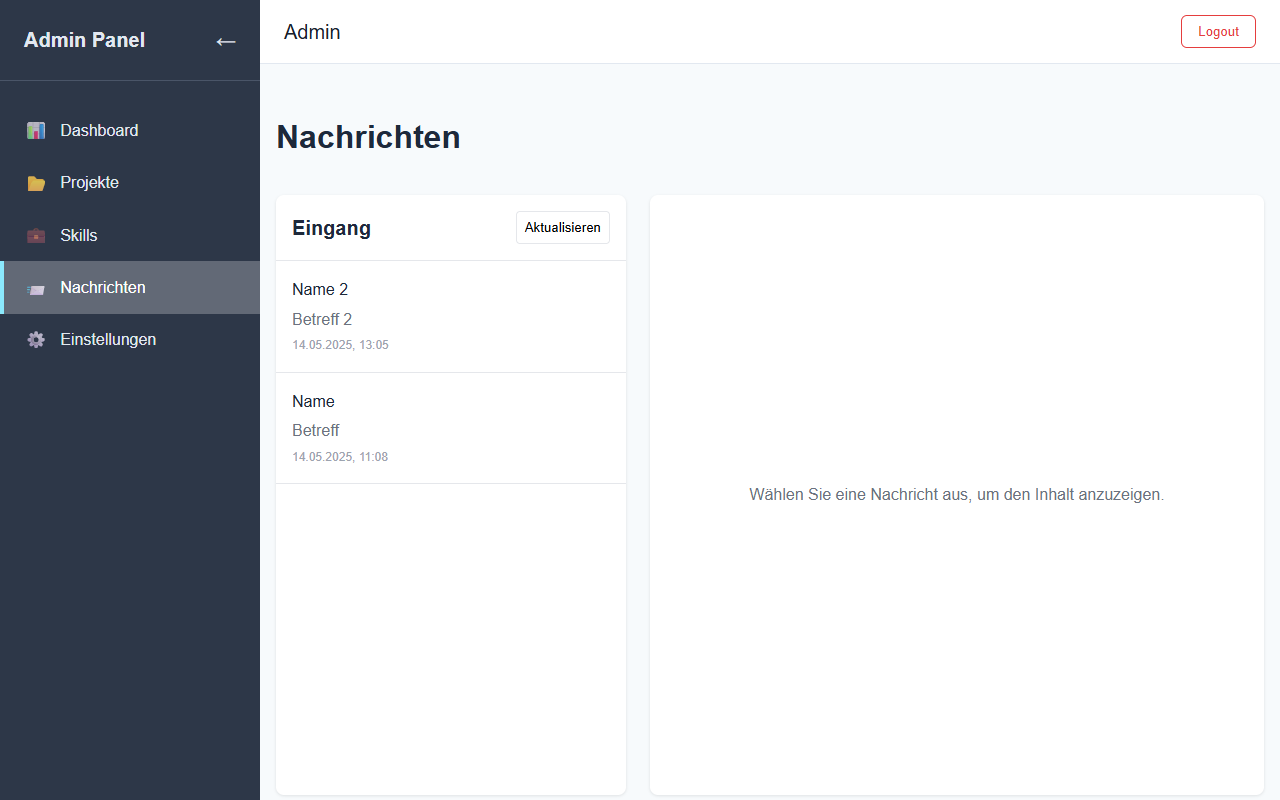 Admin Panel
←
Dashboard
Projekte
Skills
Nachrichten
Einstellungen
Admin
Logout
Nachrichten
Eingang
Aktualisieren
Name 2
Betreff 2
14.05.2025, 13:05
Name
Betreff
14.05.2025, 11:08
Wählen Sie eine Nachricht aus, um den Inhalt anzuzeigen.